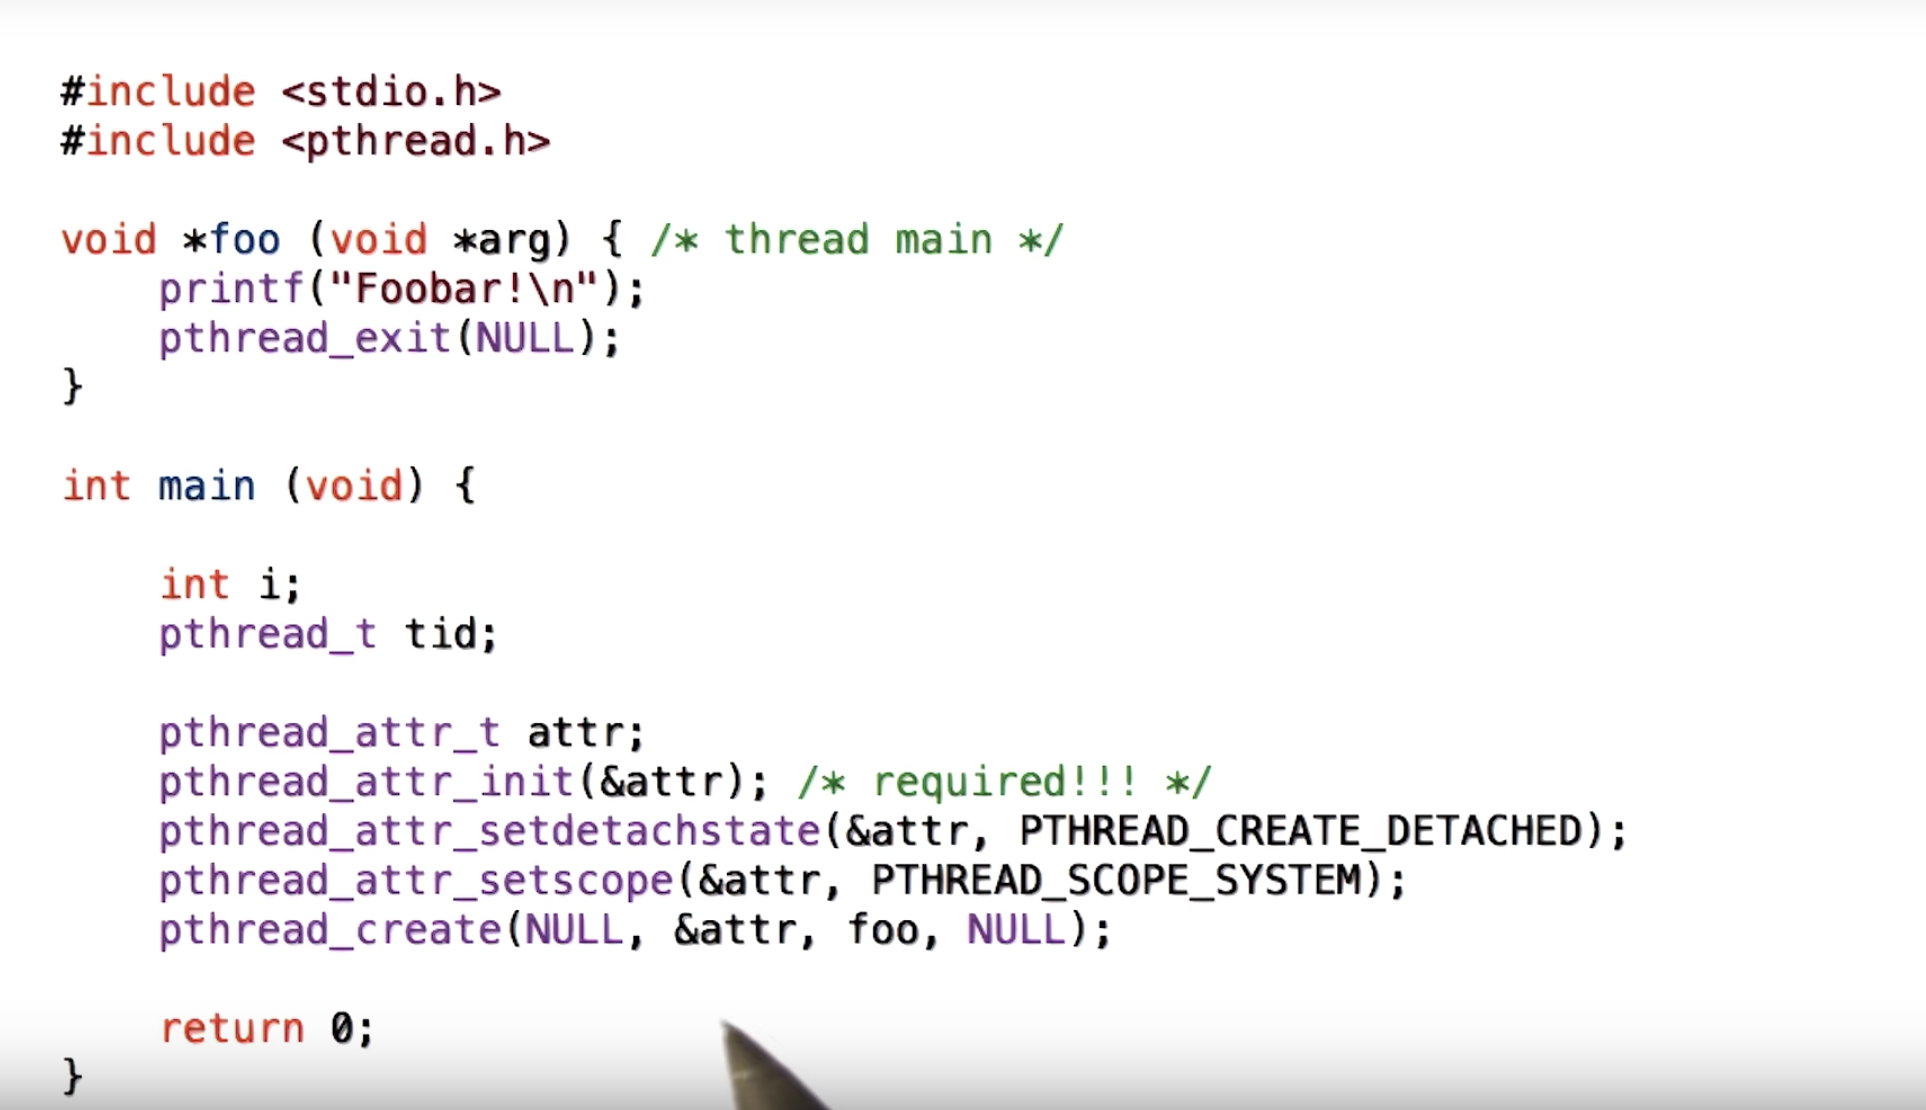 #include <stdio.h>
#include <pthread.h>
void *foo (void *arg) { /* thread main */
printf("Foobar!\n");
pthread_exit(NULL);
}
int main (void) {
int i;
pthread_t tid;
pthread_attr_t attr;
pthread_attr_init(&attr); /* required!!! */
pthread_attr_setdetachstate(&attr, PTHREAD_CREATE_DETACHED);
pthread_attr_setscope(&attr, PTHREAD_SCOPE_SYSTEM);
pthread_create(NULL, &attr, foo, NULL);
return 0;
}